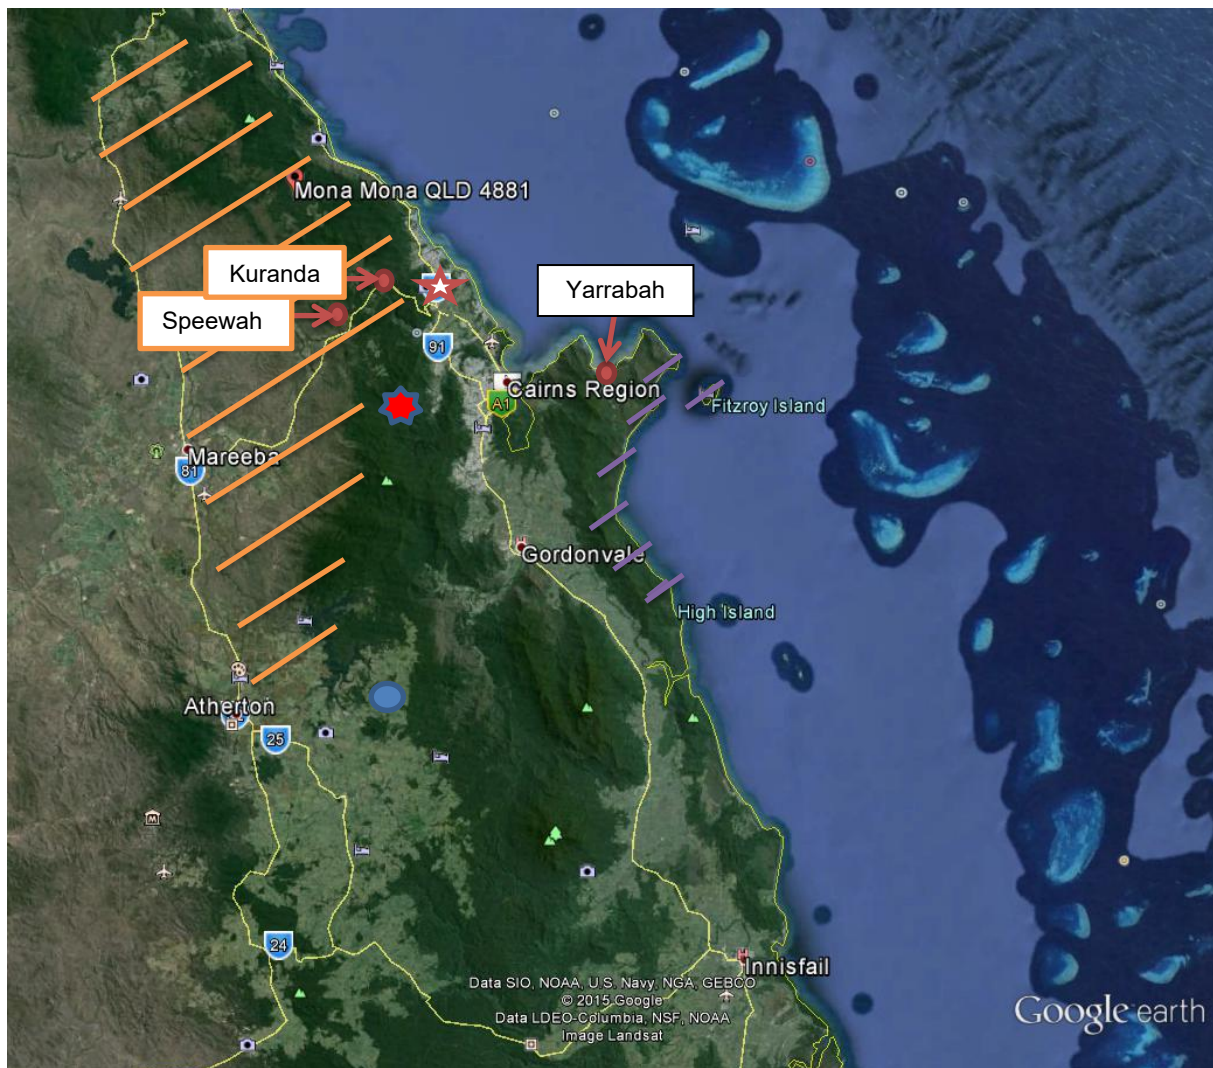 Mona Mona QLD 4881
Kuranda
Speewah
Yarrabah
91
Cairns Region
A1
Fitzroy Island
Mareeba
81
Gordonvale
High Island
Atherton
25
24
Innisfail
M
Data SIO, NOAA, U.S. Navy, NGA, GEBCO
© 2015 Google
Data LDEO-Columbia, NSF, NOAA
Image Landsat
Google earth